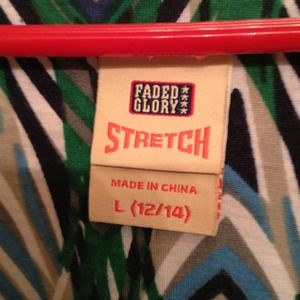 FADED
GLORY
STRETCH
MADE IN CHINA
L (12/14)